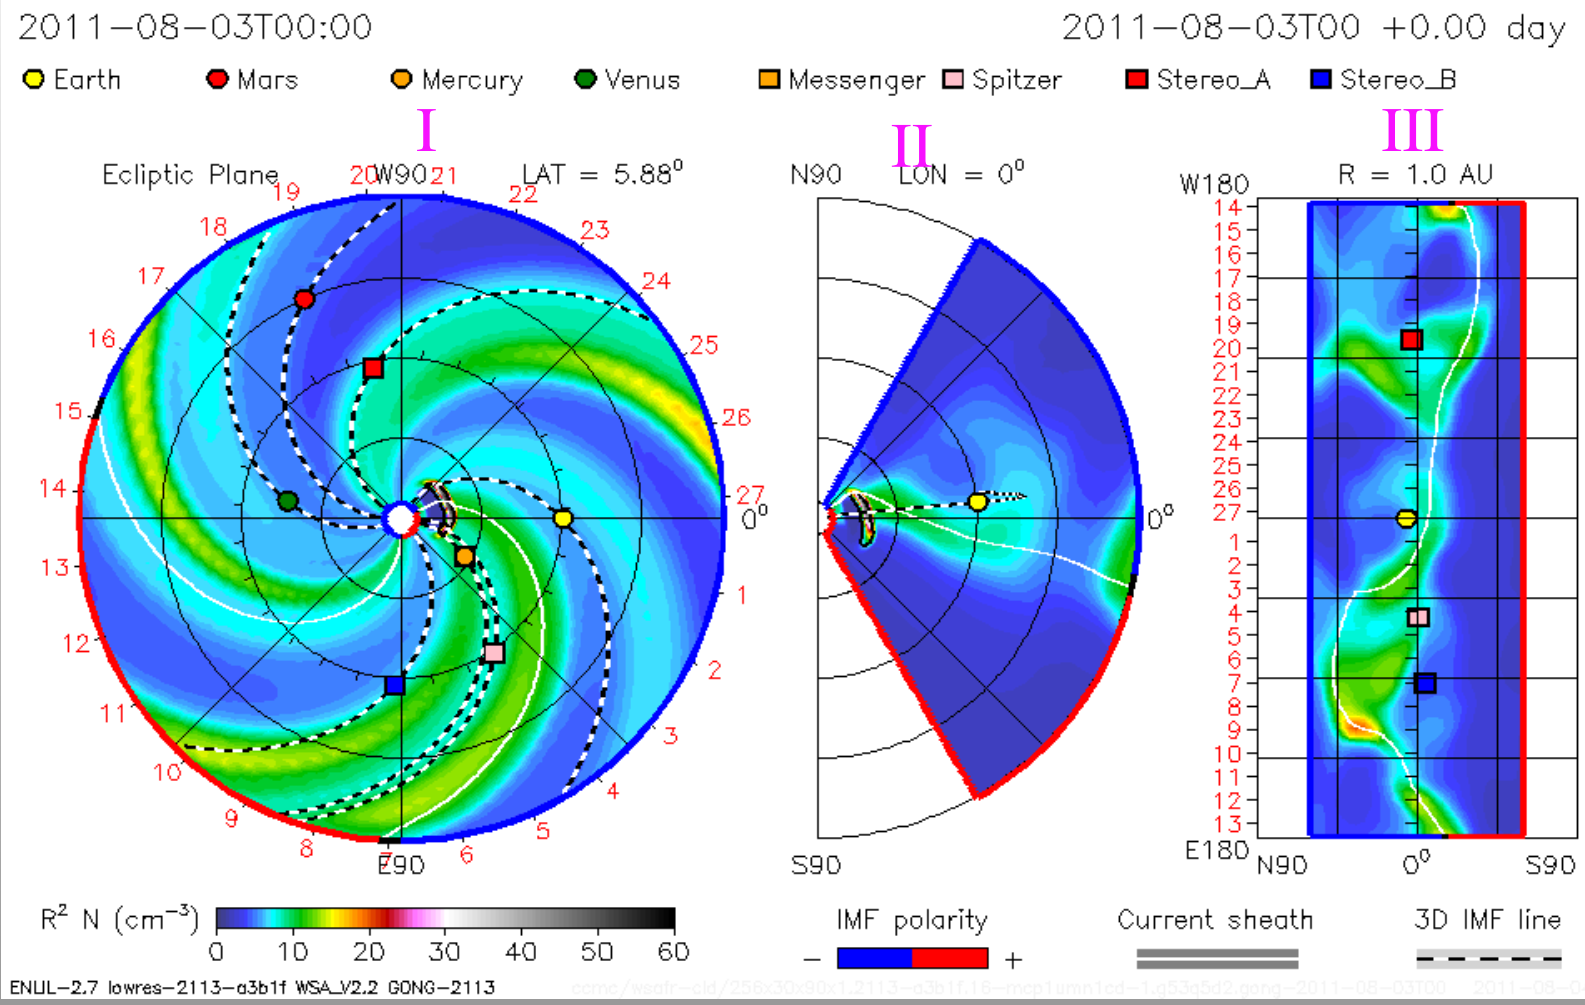 2011-08-03T00:00
2011-08-03T00 +0.00 day
Earth Mars Mercury Venus Messenger Spitzer Stereo_A Stereo_B
I
II
III
Ecliptic Plane
W90
LAT = 5.88⁰
20
21
19
22
18
23
17
24
16
25
15
26
14
27
0⁰
13
1
12
2
11
3
10
4
9
5
8
7
6
E90
N90
LON = 0⁰
0⁰
S90
R = 1.0 AU
W180
14
15
16
17
18
19
20
21
22
23
24
25
26
27
1
2
3
4
5
6
7
8
9
10
11
12
13
E180
N90 0⁰ S90
R² N (cm⁻³)
0 10 20 30 40 50 60
IMF polarity
- +
Current sheath
3D IMF line
ENLIL-2.7 lowres-2113-a3b1f WSA_V2.2 GONG-2113